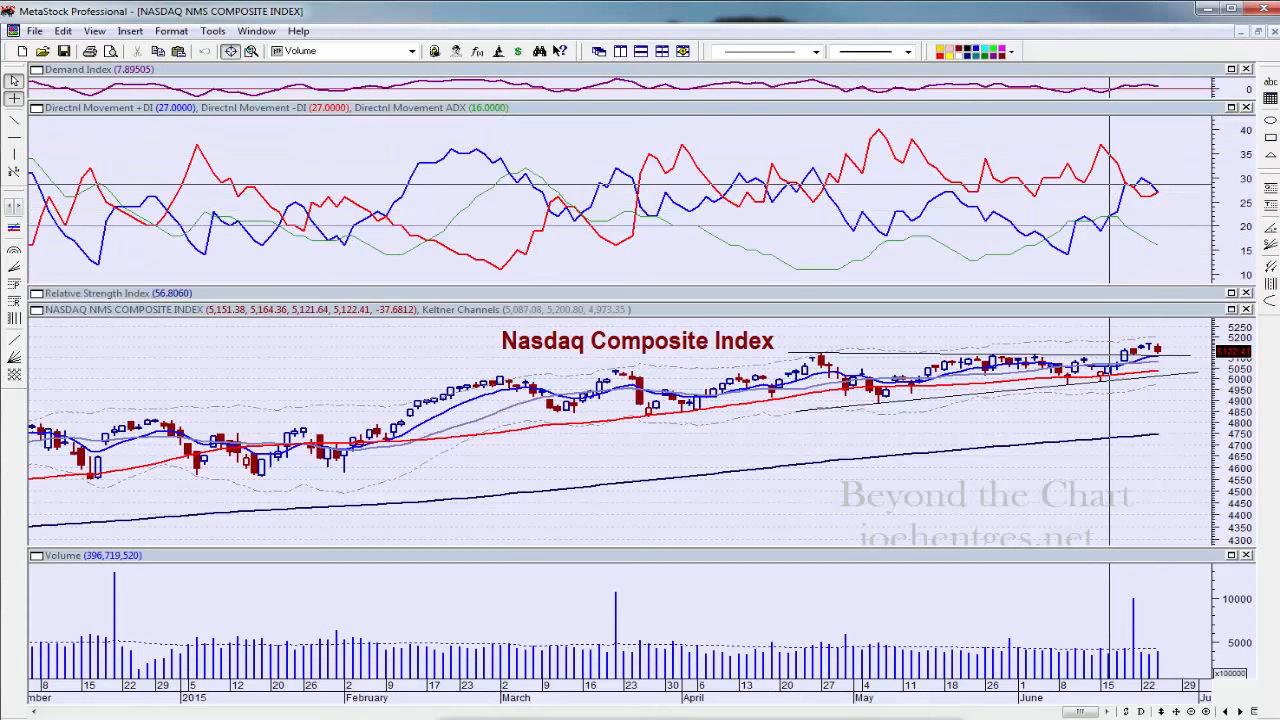 MetaStock Professional - [NASDAQ NMS COMPOSITE INDEX]
File Edit View Insert Format Tools Window Help
Volume
Demand Index (7.89505)
0
Directnl Movement +DI (27.0000), Directnl Movement -DI (27.0000), Directnl Movement ADX (16.0000)
40
35
30
25
20
15
10
Relative Strength Index (56.8060)
NASDAQ NMS COMPOSITE INDEX (5,151.38, 5,164.36, 5,121.64, 5,122.41, -37.6812), Keltner Channels (5,087.08, 5,200.80, 4,973.35 )
Nasdaq Composite Index
5250
5200
5122.41
5100
5050
5000
4950
4900
4850
4800
4750
4700
4650
4600
4550
4500
4450
4400
4350
4300
Beyond the Chart
jochentges.net
Volume (396,719,520)
10000
5000
x100000
8 15 22 29 5 12 20 26 2 9 17 23 2 9 16 23 30 6 13 20 27 4 11 18 26 1 8 15 22 29
mber 2015 February March April May June Ju